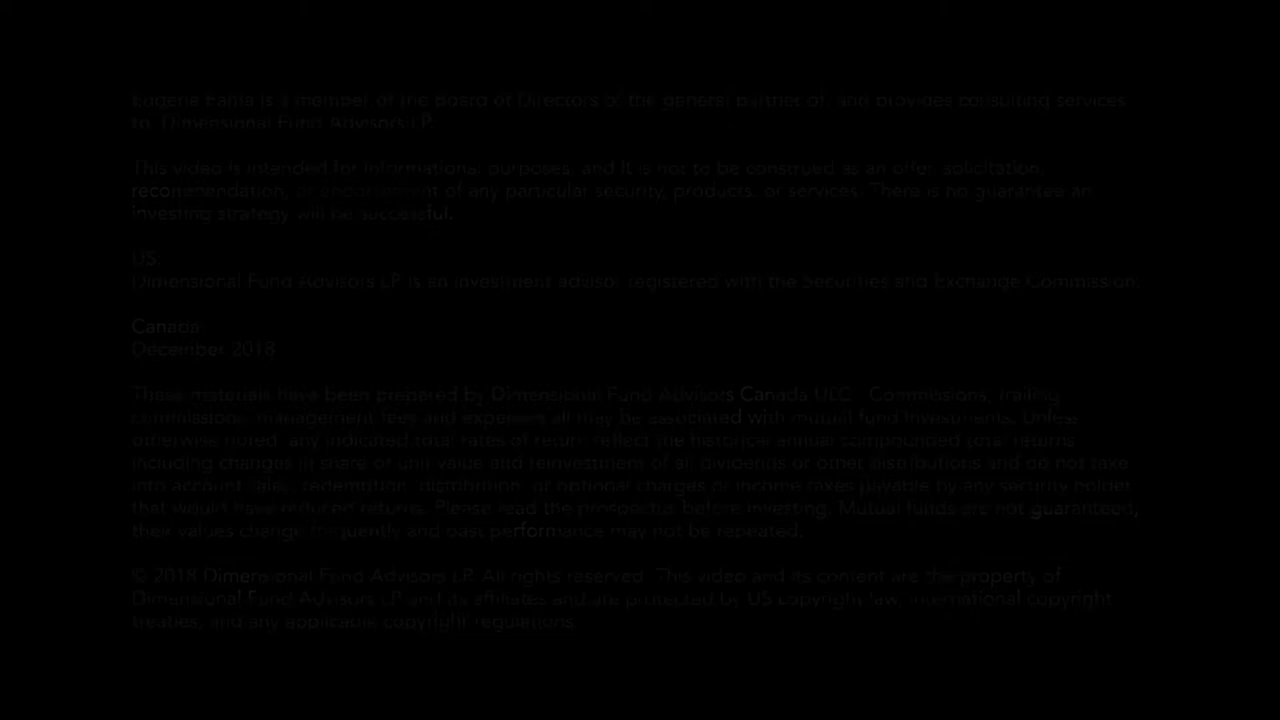 Eugene Fama is a member of the Board of Directors of the general partner of, and provides consulting services
to, Dimensional Fund Advisors LP.
This video is intended for informational purposes, and it is not to be construed as an offer, solicitation,
recommendation, or endorsement of any particular security, products, or services. There is no guarantee an
investing strategy will be successful.
US:
Dimensional Fund Advisors LP is an investment advisor registered with the Securities and Exchange Commission.
Canada
December 2018
These materials have been prepared by Dimensional Fund Advisors Canada ULC. Commissions, trailing
commissions, management fees and expenses all may be associated with mutual fund investments. Unless
otherwise noted, any indicated total rates of return reflect the historical annual compounded total returns
including changes in share or unit value and reinvestment of all dividends or other distributions and do not take
into account sales, redemption, distribution, or optional charges or income taxes payable by any security holder
that would have reduced returns. Please read the prospectus before investing. Mutual funds are not guaranteed,
their values change frequently and past performance may not be repeated.
© 2018 Dimensional Fund Advisors LP. All rights reserved. This video and its content are the property of
Dimensional Fund Advisors LP and its affiliates and are protected by US copyright law, international copyright
treaties, and any applicable copyright regulations.